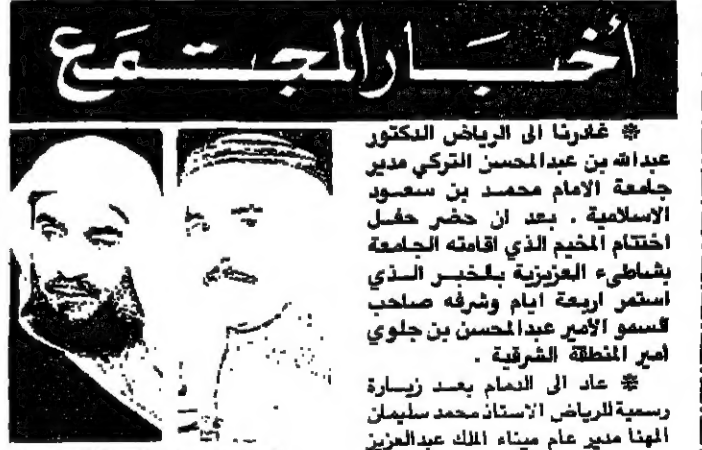 أخبار المجتمع
❉ غادرنا الى الرياض الدكتور
عبدالله بن عبدالمحسن التركي مدير
جامعة الامام محمد بن سعود
الاسلامية . بعد ان حضر حفل
اختتام المخيم الذي اقامته الجامعة
بشاطىء العزيزية بالخبر الذي
استمر اربعة ايام وشرفه صاحب
السمو الأمير عبدالمحسن بن جلوي
أمير المنطقة الشرقية .
❉ عاد الى الدمام بعد زيارة
رسمية للرياض الاستاذ محمد سليمان
المهنا مدير عام ميناء الملك عبدالعزيز